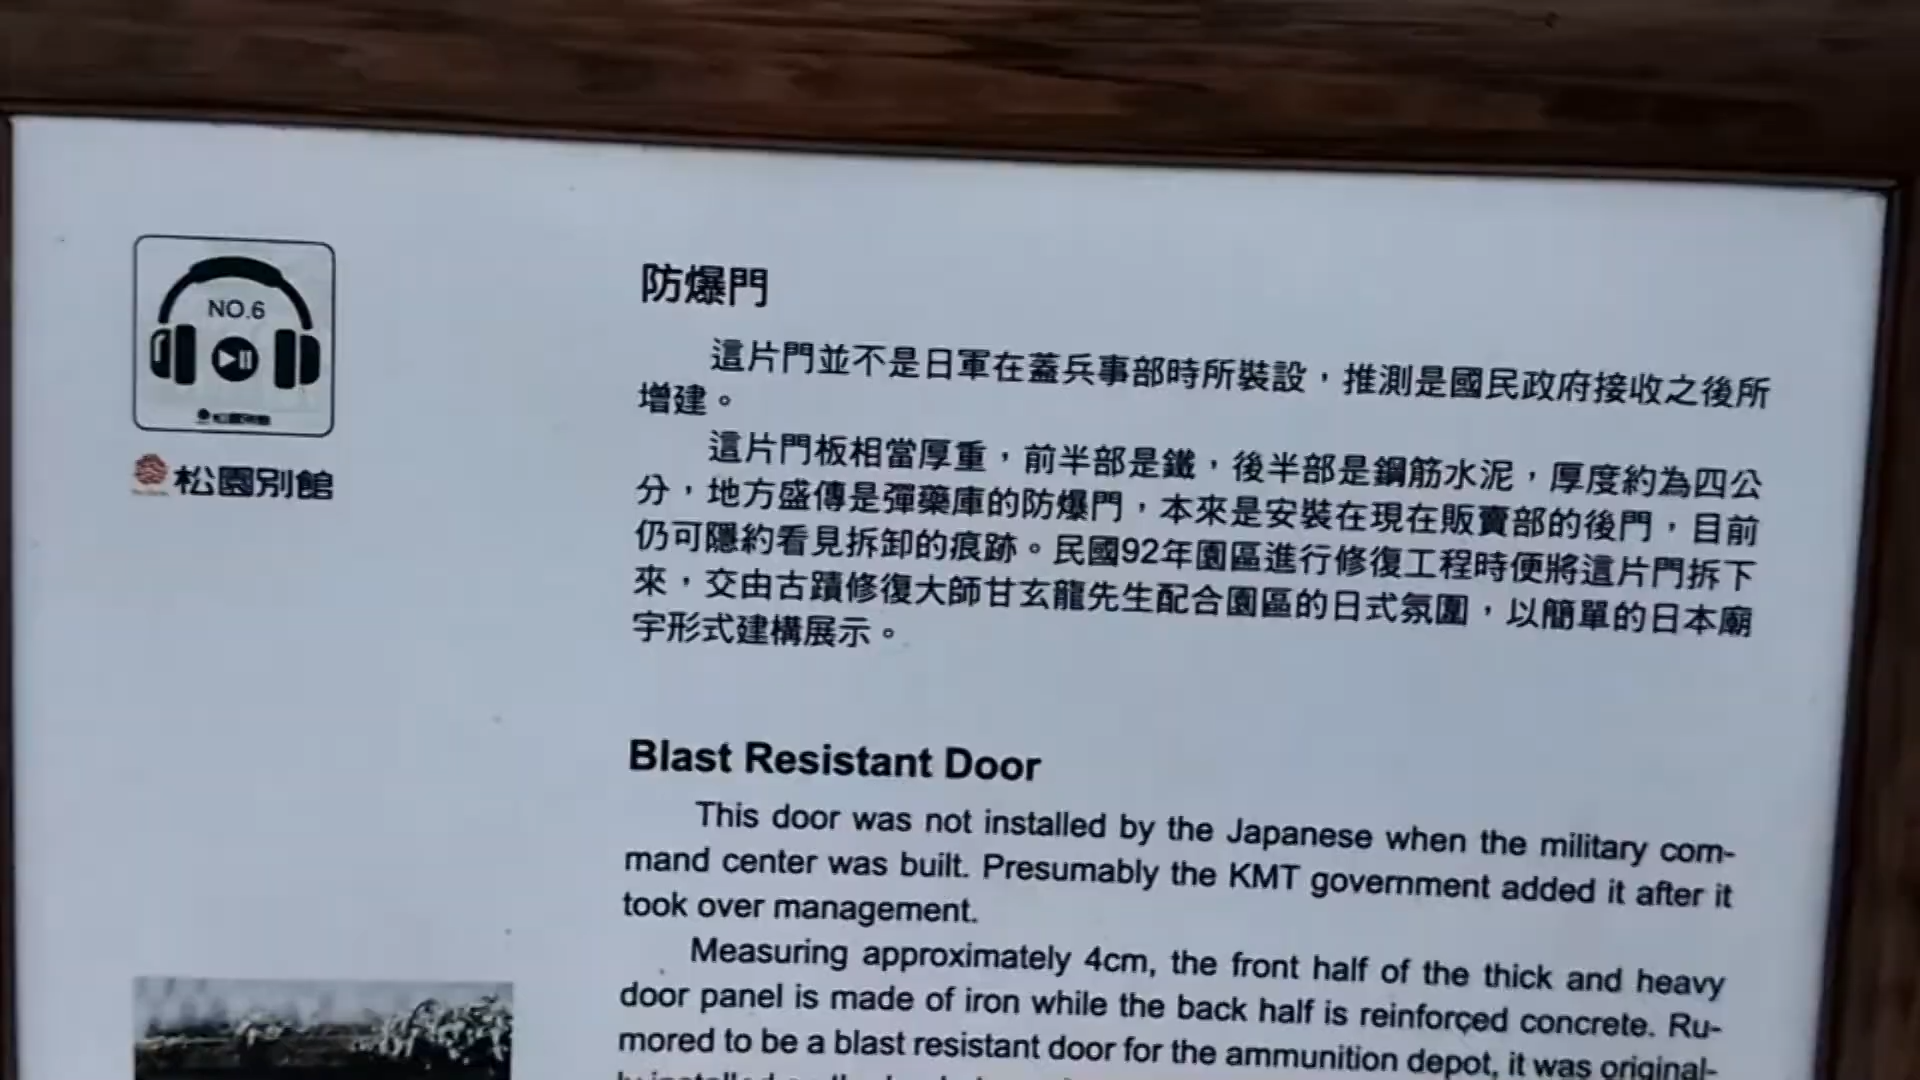 NO.6
松園別館
松園別館
防爆門
這片門並不是日軍在蓋兵事部時所裝設，推測是國民政府接收之後所
增建。
這片門板相當厚重，前半部是鐵，後半部是鋼筋水泥，厚度約為四公
分，地方盛傳是彈藥庫的防爆門，本來是安裝在現在販賣部的後門，目前
仍可隱約看見拆卸的痕跡。民國92年園區進行修復工程時便將這片門拆下
來，交由古蹟修復大師甘玄龍先生配合園區的日式氛圍，以簡單的日本廟
宇形式建構展示。
Blast Resistant Door
This door was not installed by the Japanese when the military com-
mand center was built. Presumably the KMT government added it after it
took over management.
Measuring approximately 4cm, the front half of the thick and heavy
door panel is made of iron while the back half is reinforced concrete. Ru-
mored to be a blast resistant door for the ammunition depot, it was original-